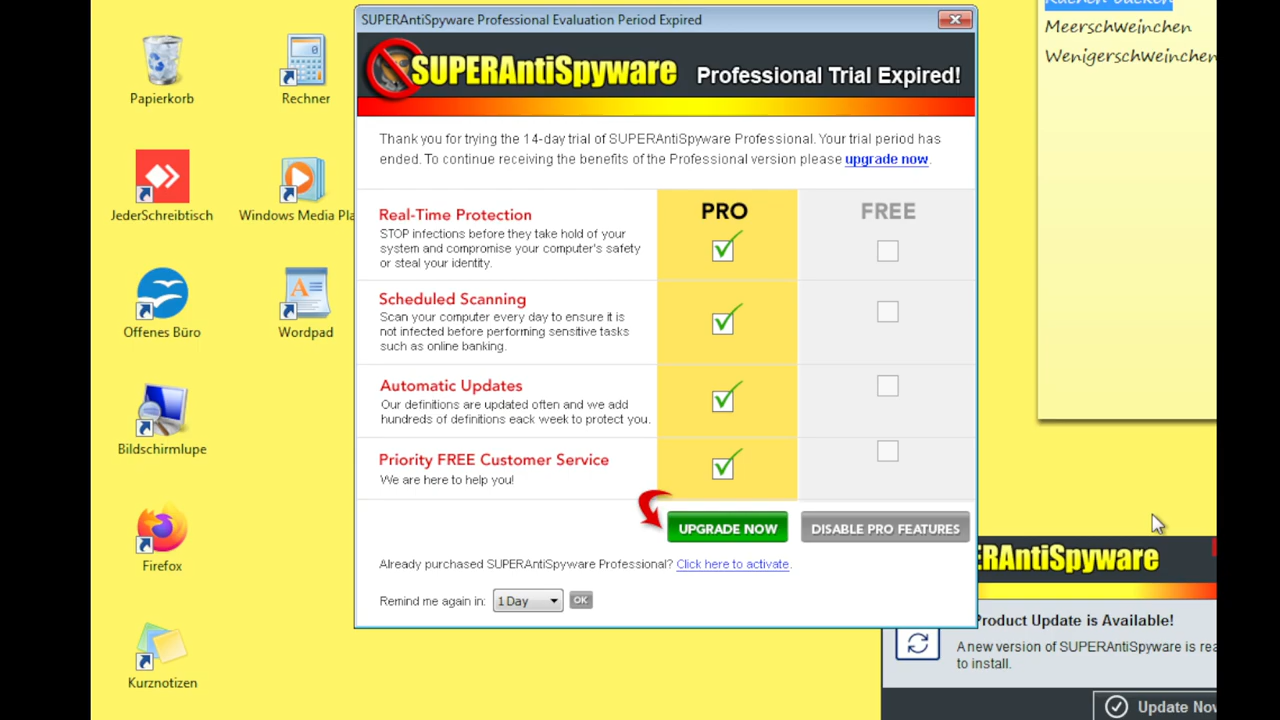 Papierkorb
Rechner
JederSchreibtisch
Windows Media Pla
Offenes Büro
Wordpad
Bildschirmlupe
Firefox
Kurznotizen
SUPERAntiSpyware Professional Evaluation Period Expired
SUPERAntiSpyware Professional Trial Expired!
Thank you for trying the 14-day trial of SUPERAntiSpyware Professional. Your trial period has
ended. To continue receiving the benefits of the Professional version please upgrade now.
PRO
FREE
Real-Time Protection
STOP infections before they take hold of your
system and compromise your computer's safety
or steal your identity.
Scheduled Scanning
Scan your computer every day to ensure it is
not infected before performing sensitive tasks
such as online banking.
Automatic Updates
Our definitions are updated often and we add
hundreds of definitions eack week to protect you.
Priority FREE Customer Service
We are here to help you!
UPGRADE NOW
DISABLE PRO FEATURES
Already purchased SUPERAntiSpyware Professional? Click here to activate.
Remind me again in: 1 Day OK
Meerschweinchen
Wenigerschweinchen
ERAntiSpyware
roduct Update is Available!
A new version of SUPERAntiSpyware is rea
to install.
Update Now